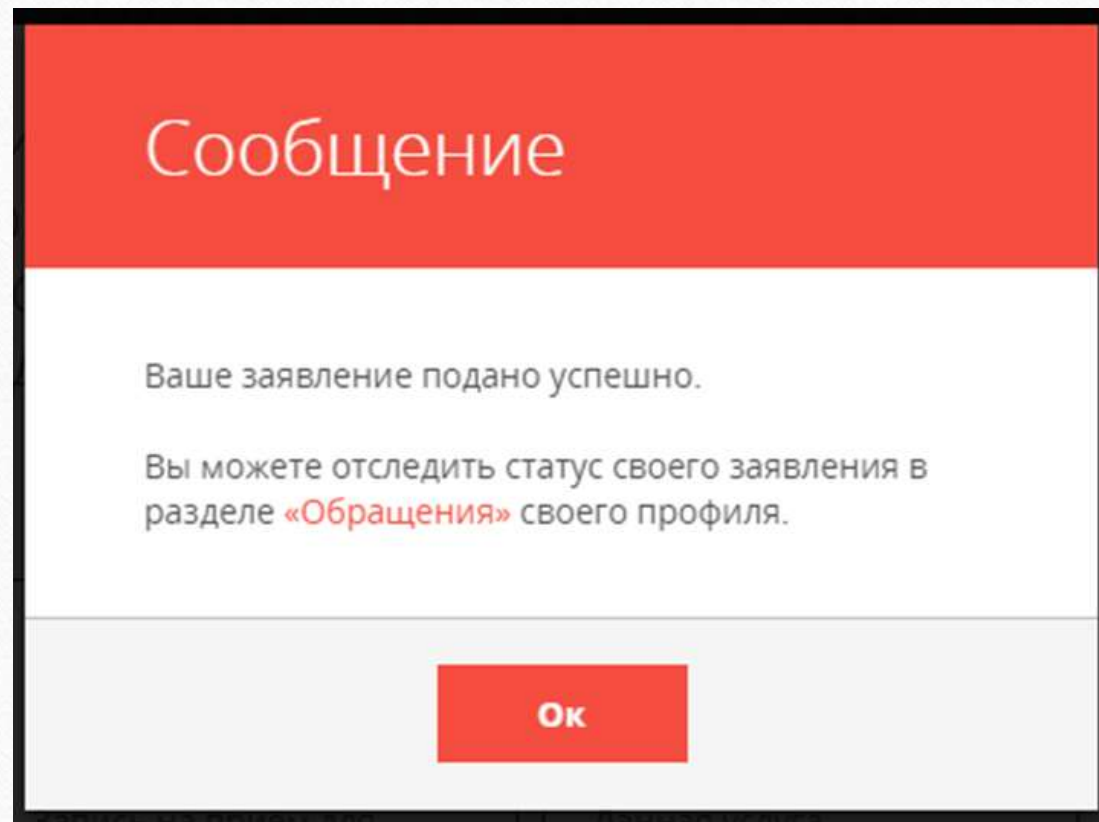 Сообщение
Ваше заявление подано успешно.
Вы можете отследить статус своего заявления в
разделе «Обращения» своего профиля.
Ок